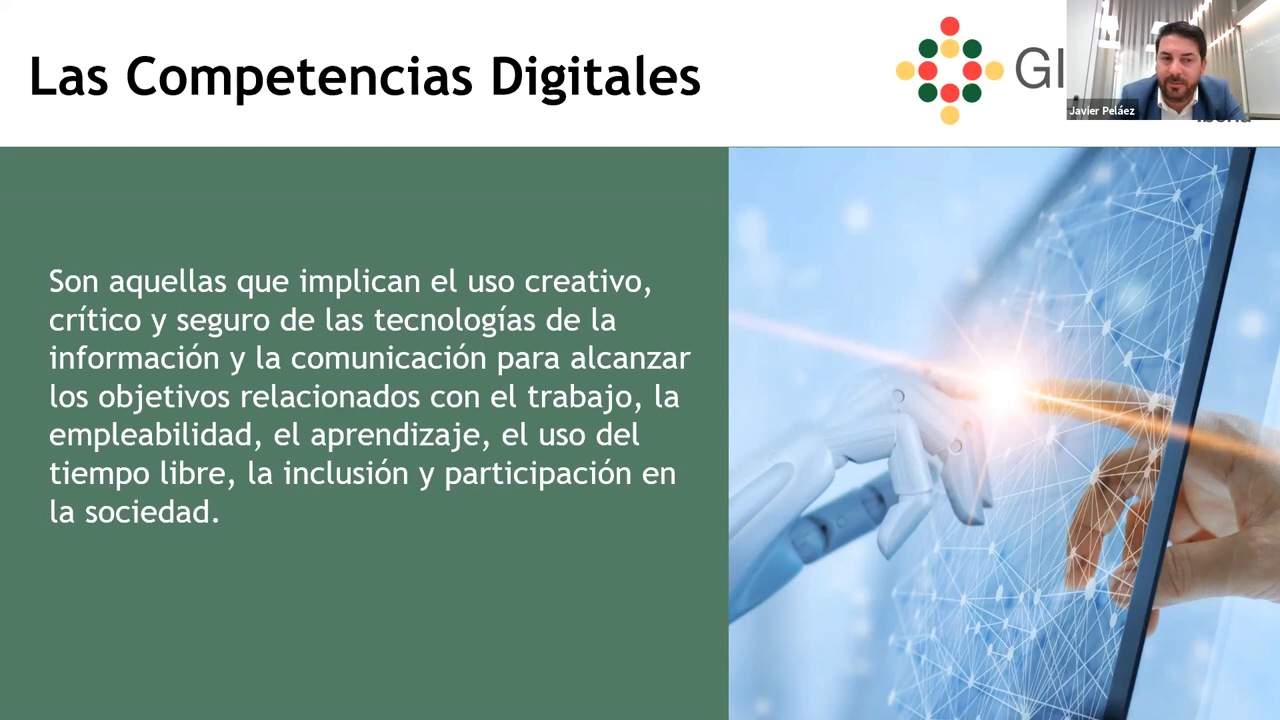 Las Competencias Digitales
Javier Peláez
Son aquellas que implican el uso creativo,
crítico y seguro de las tecnologías de la
información y la comunicación para alcanzar
los objetivos relacionados con el trabajo, la
empleabilidad, el aprendizaje, el uso del
tiempo libre, la inclusión y participación en
la sociedad.